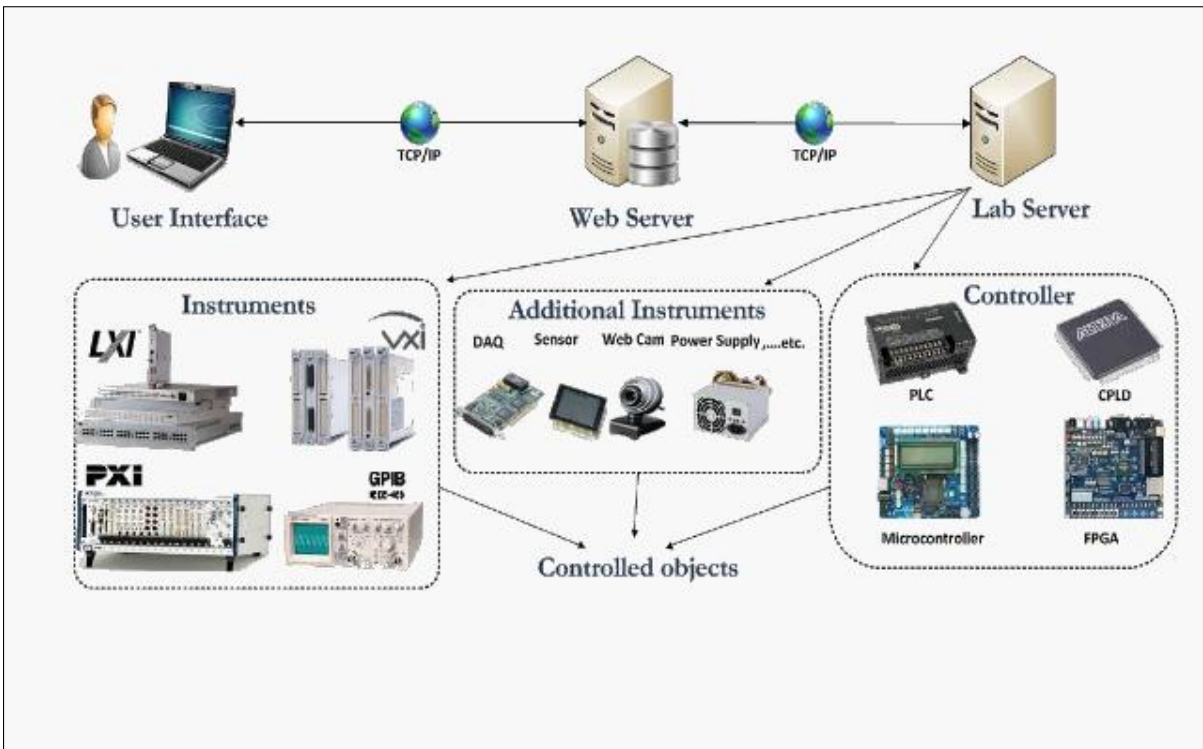 TCP/IP
TCP/IP
User Interface
Web Server
Lab Server
Instruments
LXI
VXI
PXI
GPIB
Additional Instruments
DAQ Sensor Web Cam Power Supply ,....etc.
Controller
PLC
CPLD
Microcontroller
FPGA
Controlled objects